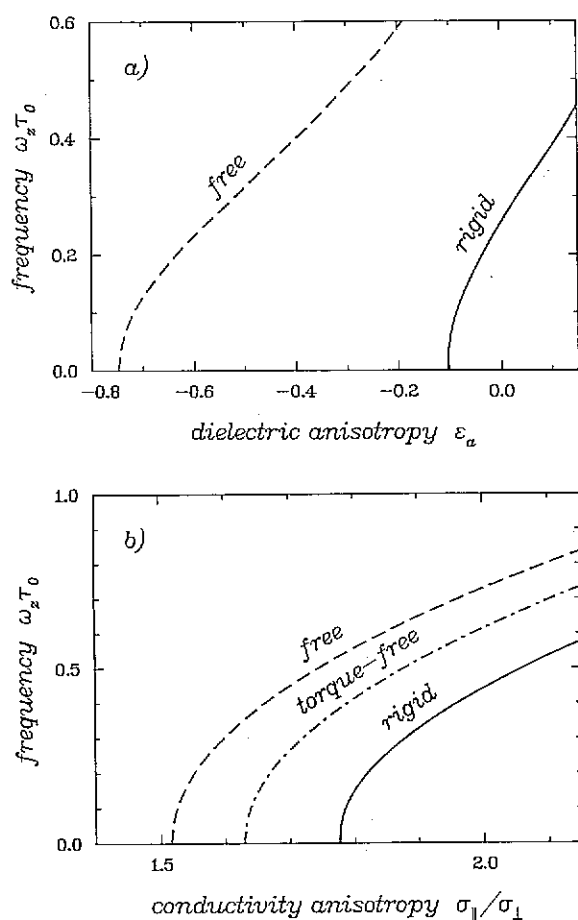 0.6
a)
0.4
free
rigid
0.2
0.0
−0.8
−0.6
−0.4
−0.2
0.0
frequency ω_z τ_0
dielectric anisotropy ε_a
1.0
b)
free
torque−free
0.5
rigid
0.0
1.5
2.0
frequency ω_z τ_0
conductivity anisotropy σ_∥/σ_⊥